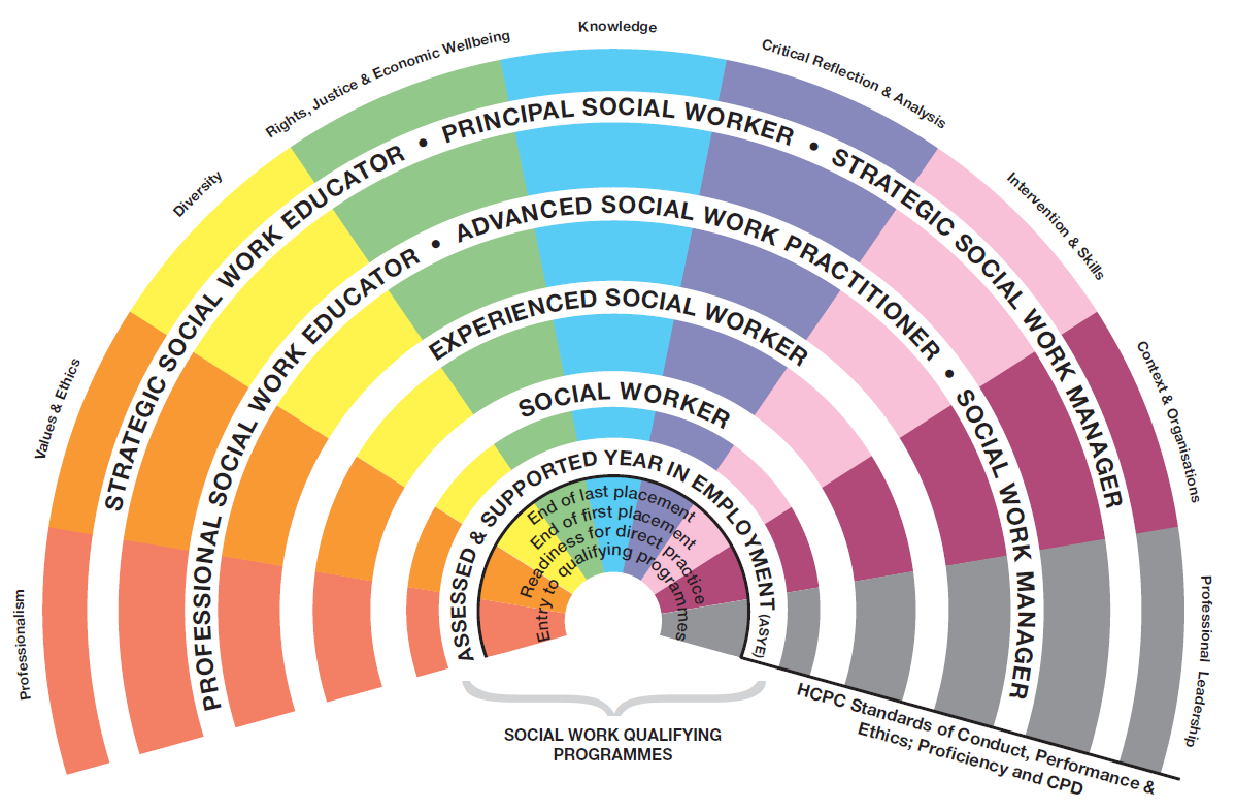 Professionalism
Values & Ethics
Diversity
Rights, Justice & Economic Wellbeing
Knowledge
Critical Reflection & Analysis
Intervention & Skills
Context & Organisations
Professional Leadership
STRATEGIC SOCIAL WORK EDUCATOR • PRINCIPAL SOCIAL WORKER • STRATEGIC SOCIAL WORK MANAGER
PROFESSIONAL SOCIAL WORK EDUCATOR • ADVANCED SOCIAL WORK PRACTITIONER • SOCIAL WORK MANAGER
EXPERIENCED SOCIAL WORKER
SOCIAL WORKER
ASSESSED & SUPPORTED YEAR IN EMPLOYMENT (ASYE)
End of last placement
End of first placement
Readiness for direct practice
Entry to qualifying programmes
SOCIAL WORK QUALIFYING
PROGRAMMES
HCPC Standards of Conduct, Performance &
Ethics; Proficiency and CPD